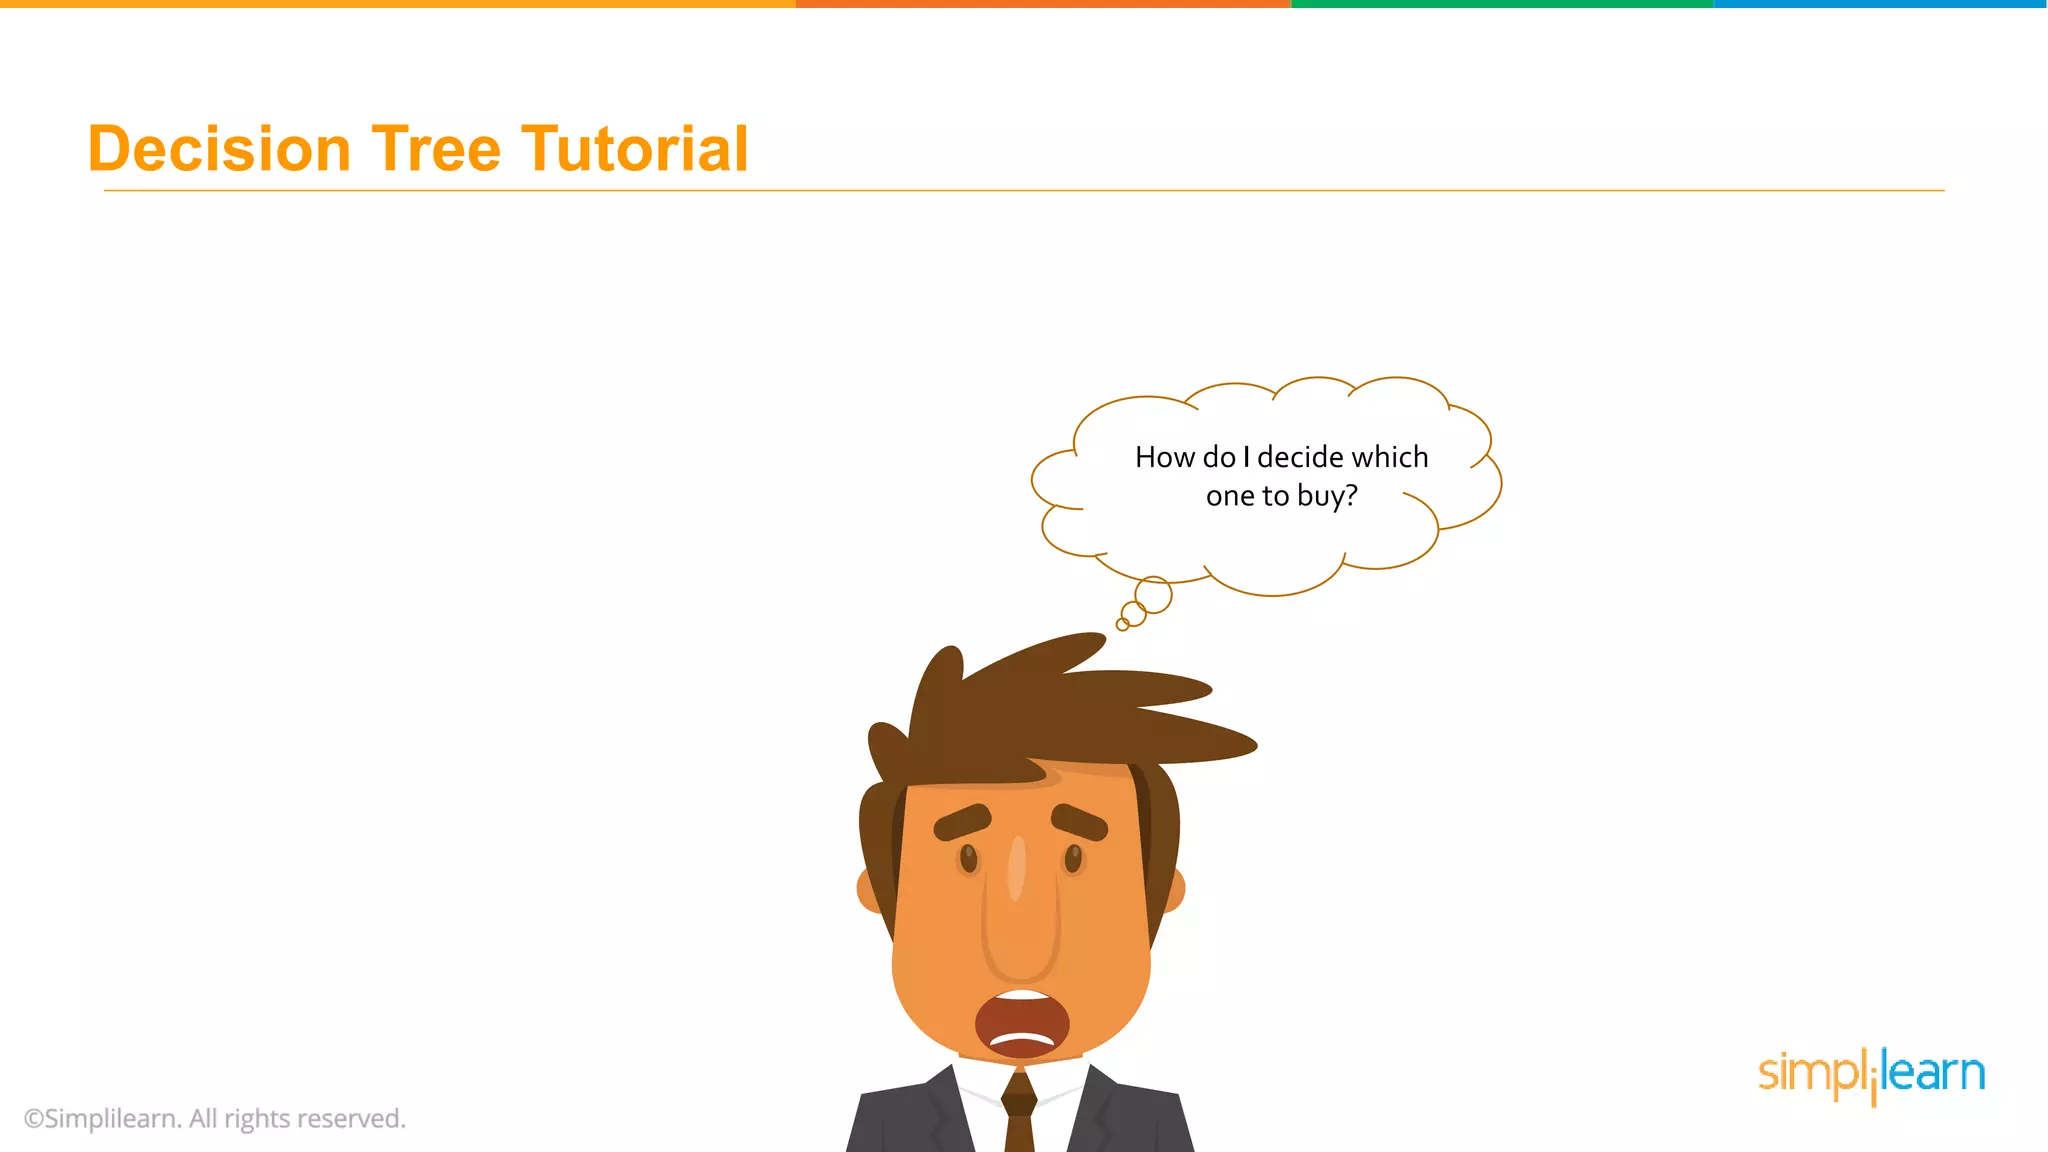 Decision Tree Tutorial
How do I decide which
one to buy?
simplilearn
©Simplilearn. All rights reserved.